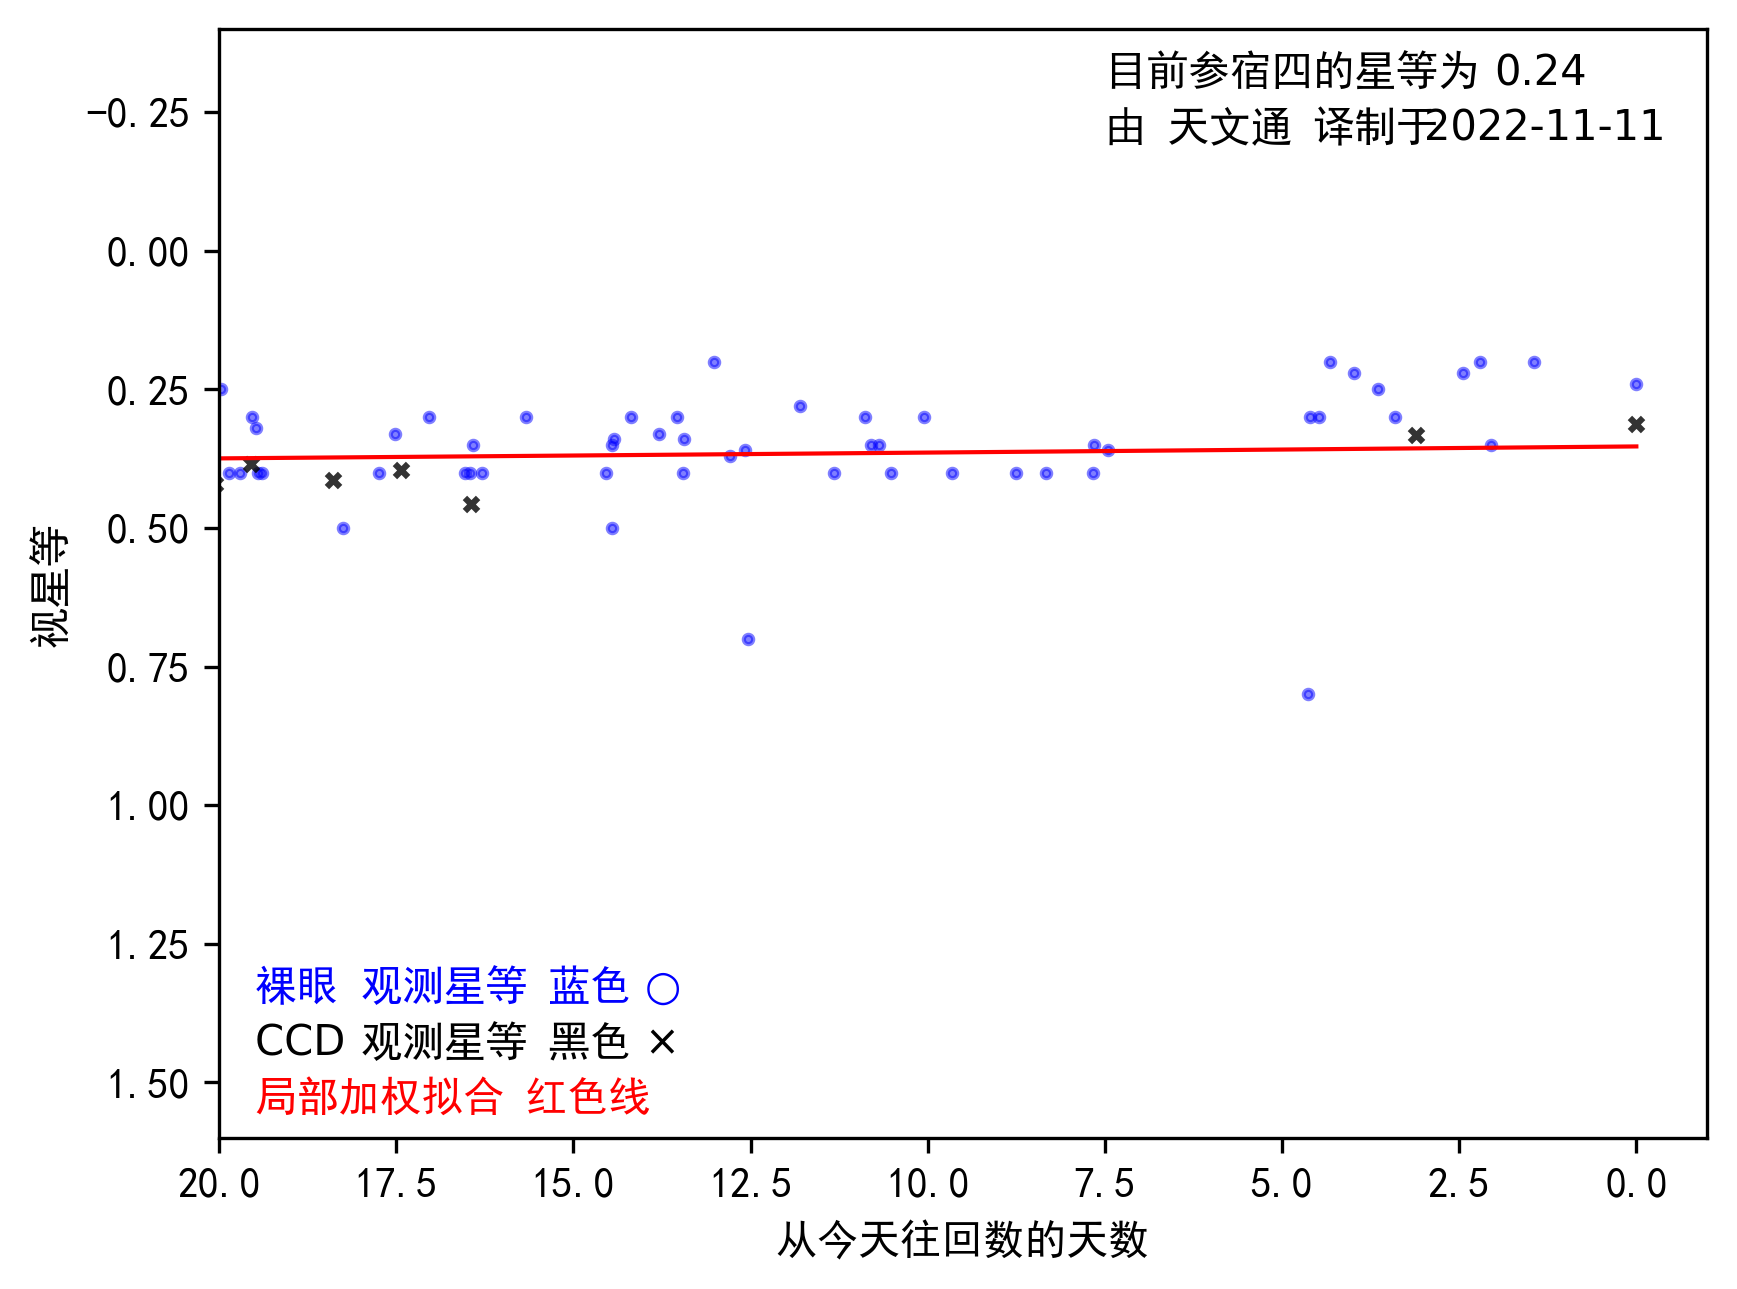 目前参宿四的星等为 0.24
由 天文通 译制于2022-11-11
-0.25
0.00
0.25
0.50
0.75
1.00
1.25
1.50
视星等
裸眼 观测星等 蓝色 ○
CCD 观测星等 黑色 ×
局部加权拟合 红色线
20.0 17.5 15.0 12.5 10.0 7.5 5.0 2.5 0.0
从今天往回数的天数